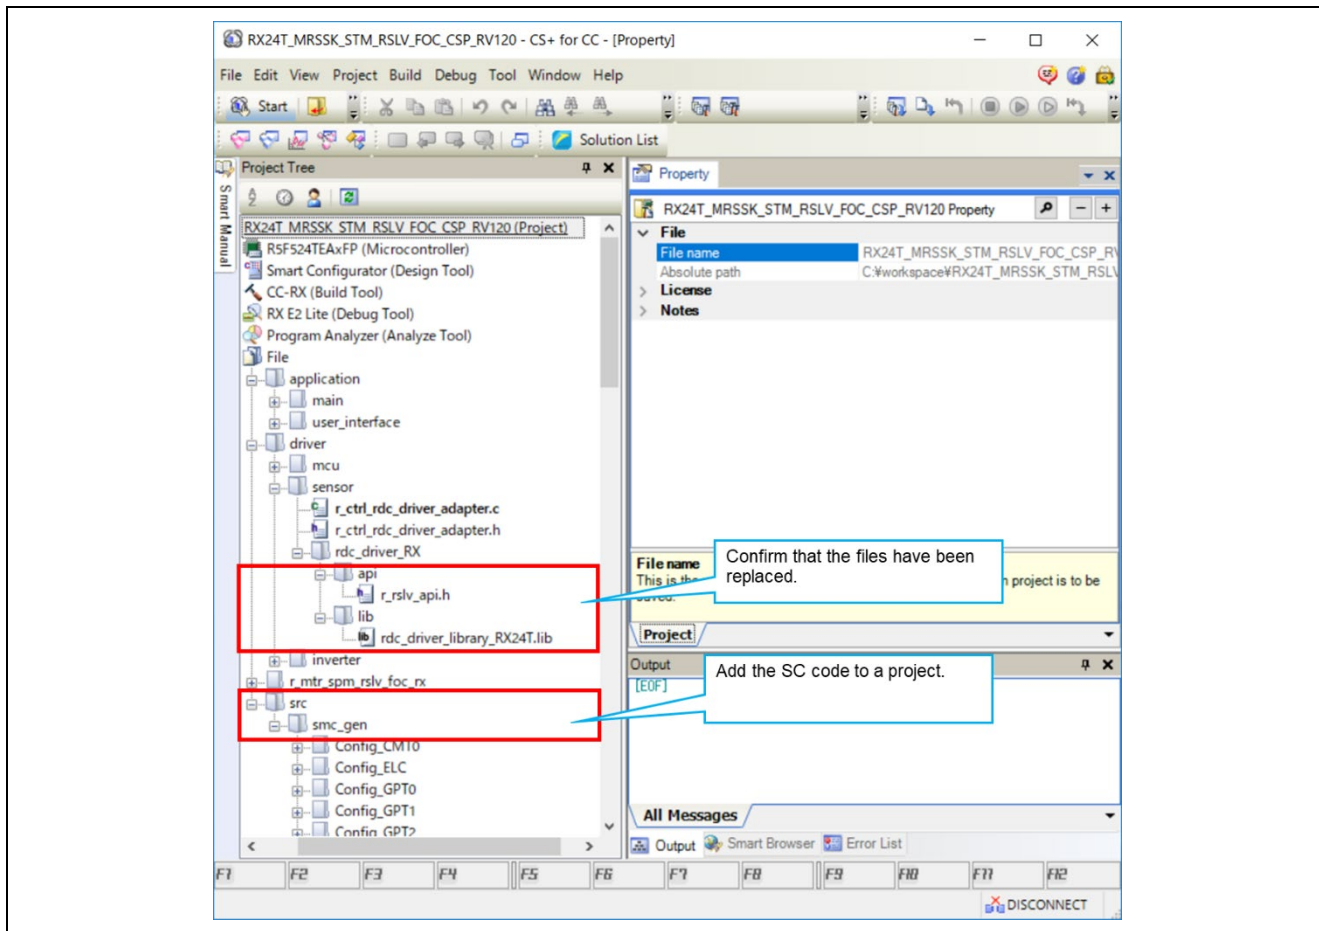 RX24T_MRSSK_STM_RSLV_FOC_CSP_RV120 - CS+ for CC - [Property]
File Edit View Project Build Debug Tool Window Help
Start
Solution List
Smart Manual
Project Tree
RX24T_MRSSK_STM_RSLV_FOC_CSP_RV120 (Project)
R5F524TEAxFP (Microcontroller)
Smart Configurator (Design Tool)
CC-RX (Build Tool)
RX E2 Lite (Debug Tool)
Program Analyzer (Analyze Tool)
File
application
main
user_interface
driver
mcu
sensor
r_ctrl_rdc_driver_adapter.c
r_ctrl_rdc_driver_adapter.h
rdc_driver_RX
api
r_rslv_api.h
lib
rdc_driver_library_RX24T.lib
inverter
r_mtr_spm_rslv_foc_rx
src
smc_gen
Config_CMT0
Config_ELC
Config_GPT0
Config_GPT1
Config_GPT2
Property
RX24T_MRSSK_STM_RSLV_FOC_CSP_RV120 Property
File
File name RX24T_MRSSK_STM_RSLV_FOC_CSP_RV
Absolute path C:¥workspace¥RX24T_MRSSK_STM_RSLV
License
Notes
Confirm that the files have been
replaced.
File name
This is the project is to be
saved.
Project
Output
[EOF]
Add the SC code to a project.
All Messages
Output Smart Browser Error List
F1 F2 F3 F4 F5 F6 F7 F8 F9 F10 F11 F12
DISCONNECT